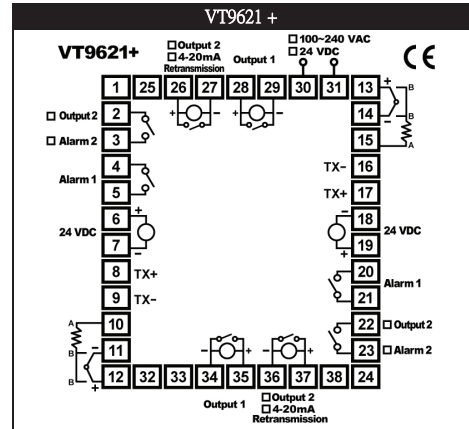 VT9621 +
VT9621+
□ Output 2
□ 4-20mA
Retransmission
Output 1
□ 100~240 VAC
□ 24 VDC
CE
1 25 26 27 28 29 30 31 13
+ - + - + B
2 14
□ Output 2 - B
3 15
□ Alarm 2 A
4 TX- 16
Alarm 1
5 TX+ 17
6 + - 18
24 VDC 24 VDC
7 - + 19
8 TX+ 20
Alarm 1
9 TX- 21
A 10 22 □ Output 2
B - 11 23 □ Alarm 2
- + - +
B + 12 32 33 34 35 36 37 38 24
Output 1
□ Output 2
□ 4-20mA
Retransmission